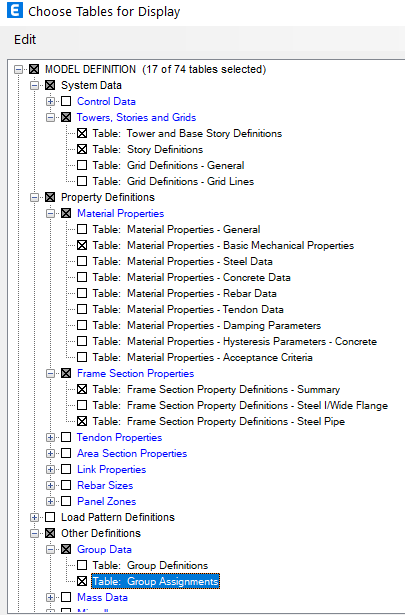 E Choose Tables for Display
Edit
MODEL DEFINITION (17 of 74 tables selected)
System Data
Control Data
Towers, Stories and Grids
Table: Tower and Base Story Definitions
Table: Story Definitions
Table: Grid Definitions - General
Table: Grid Definitions - Grid Lines
Property Definitions
Material Properties
Table: Material Properties - General
Table: Material Properties - Basic Mechanical Properties
Table: Material Properties - Steel Data
Table: Material Properties - Concrete Data
Table: Material Properties - Rebar Data
Table: Material Properties - Tendon Data
Table: Material Properties - Damping Parameters
Table: Material Properties - Hysteresis Parameters - Concrete
Table: Material Properties - Acceptance Criteria
Frame Section Properties
Table: Frame Section Property Definitions - Summary
Table: Frame Section Property Definitions - Steel I/Wide Flange
Table: Frame Section Property Definitions - Steel Pipe
Tendon Properties
Area Section Properties
Link Properties
Rebar Sizes
Panel Zones
Load Pattern Definitions
Other Definitions
Group Data
Table: Group Definitions
Table: Group Assignments
Mass Data